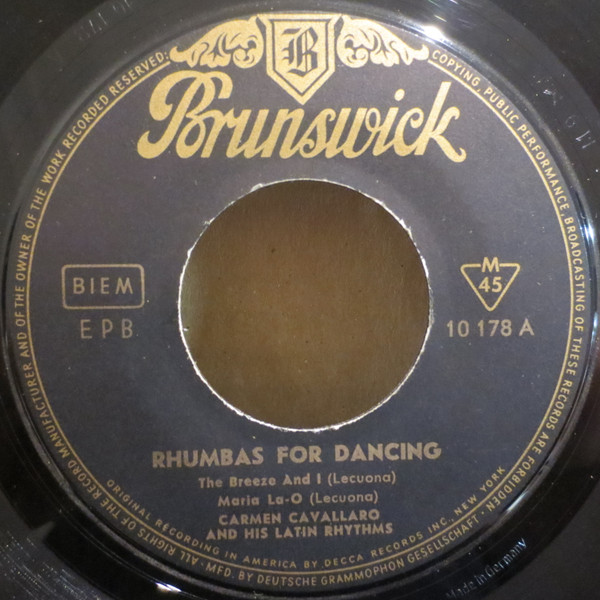 B
Brunswick
BIEM
EPB
M
45
10 178 A
RHUMBAS FOR DANCING
The Breeze And I (Lecuona)
Maria La-O (Lecuona)
CARMEN CAVALLARO
AND HIS LATIN RHYTHMS
ORIGINAL RECORDING IN AMERICA BY DECCA RECORDS INC., NEW YORK
ALL RIGHTS OF THE RECORD MANUFACTURER AND OF THE OWNER OF THE WORK RECORDED RESERVED:
COPYING, PUBLIC PERFORMANCE, BROADCASTING OF THESE RECORDS ARE FORBIDDEN ·
MFD. BY DEUTSCHE GRAMMOPHON GESELLSCHAFT ·
Made in Germany